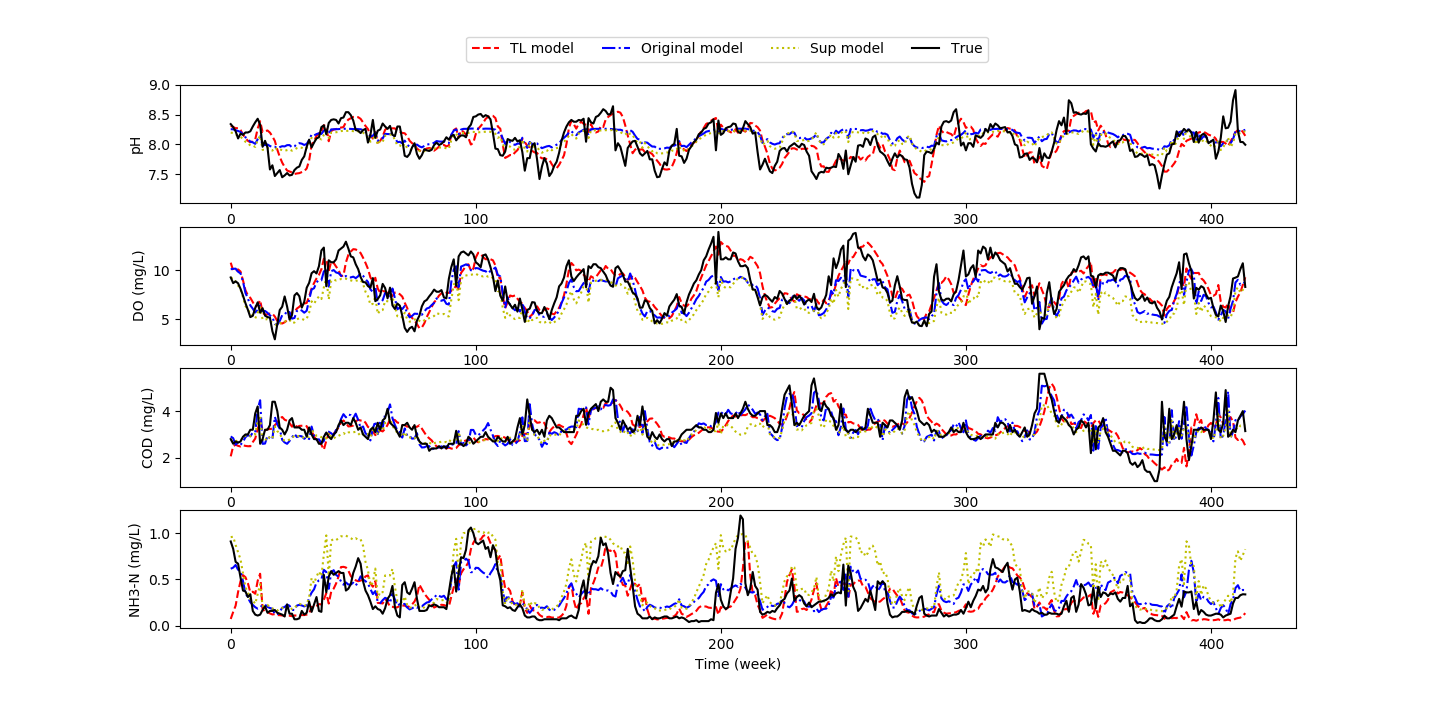 TL model Original model Sup model True
pH
9.0
8.5
8.0
7.5
0 100 200 300 400
DO (mg/L)
10
5
0 100 200 300 400
COD (mg/L)
4
2
0 100 200 300 400
NH3-N (mg/L)
1.0
0.5
0.0
0 100 200 300 400
Time (week)